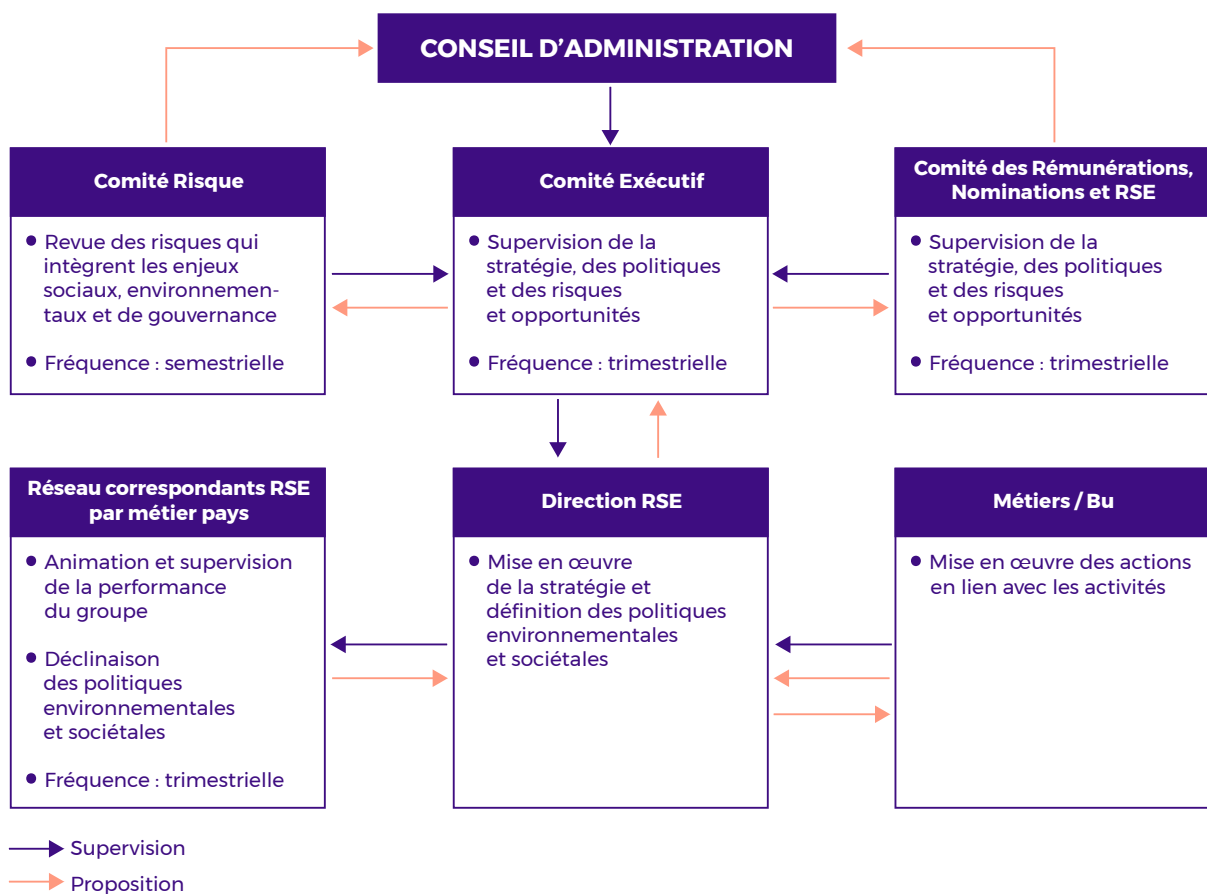 CONSEIL D’ADMINISTRATION
Comité Risque
• Revue des risques qui
intègrent les enjeux
sociaux, environnemen-
taux et de gouvernance
• Fréquence : semestrielle
Comité Exécutif
• Supervision de la
stratégie, des politiques
et des risques
et opportunités
• Fréquence : trimestrielle
Comité des Rémunérations,
Nominations et RSE
• Supervision de la
stratégie, des politiques
et des risques
et opportunités
• Fréquence : trimestrielle
Réseau correspondants RSE
par métier pays
• Animation et supervision
de la performance
du groupe
• Déclinaison
des politiques
environnementales
et sociétales
• Fréquence : trimestrielle
Direction RSE
• Mise en œuvre
de la stratégie et
définition des politiques
environnementales
et sociétales
Métiers / Bu
• Mise en œuvre des actions
en lien avec les activités
Supervision
Proposition